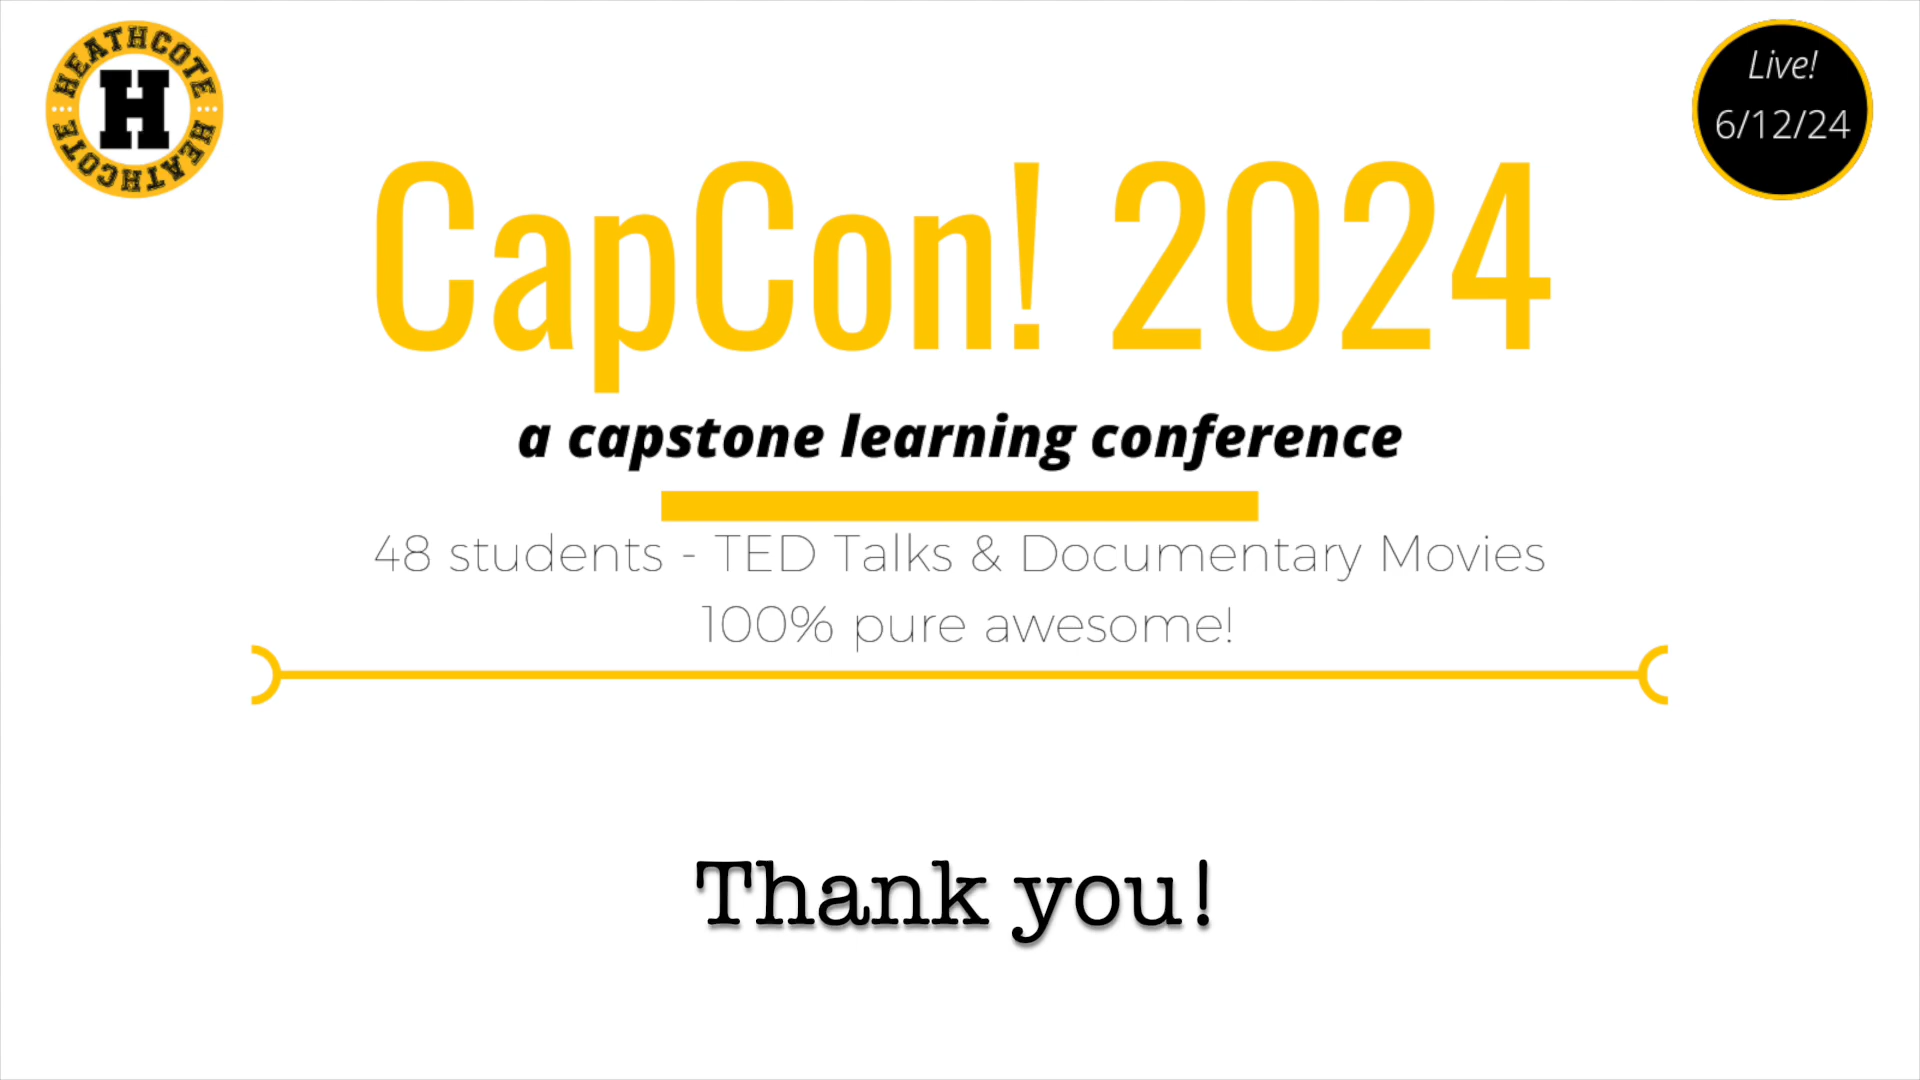 HEATHCOTE
H
HEATHCOTE
Live!
6/12/24
CapCon! 2024
a capstone learning conference
48 students - TED Talks & Documentary Movies
100% pure awesome!
Thank you!